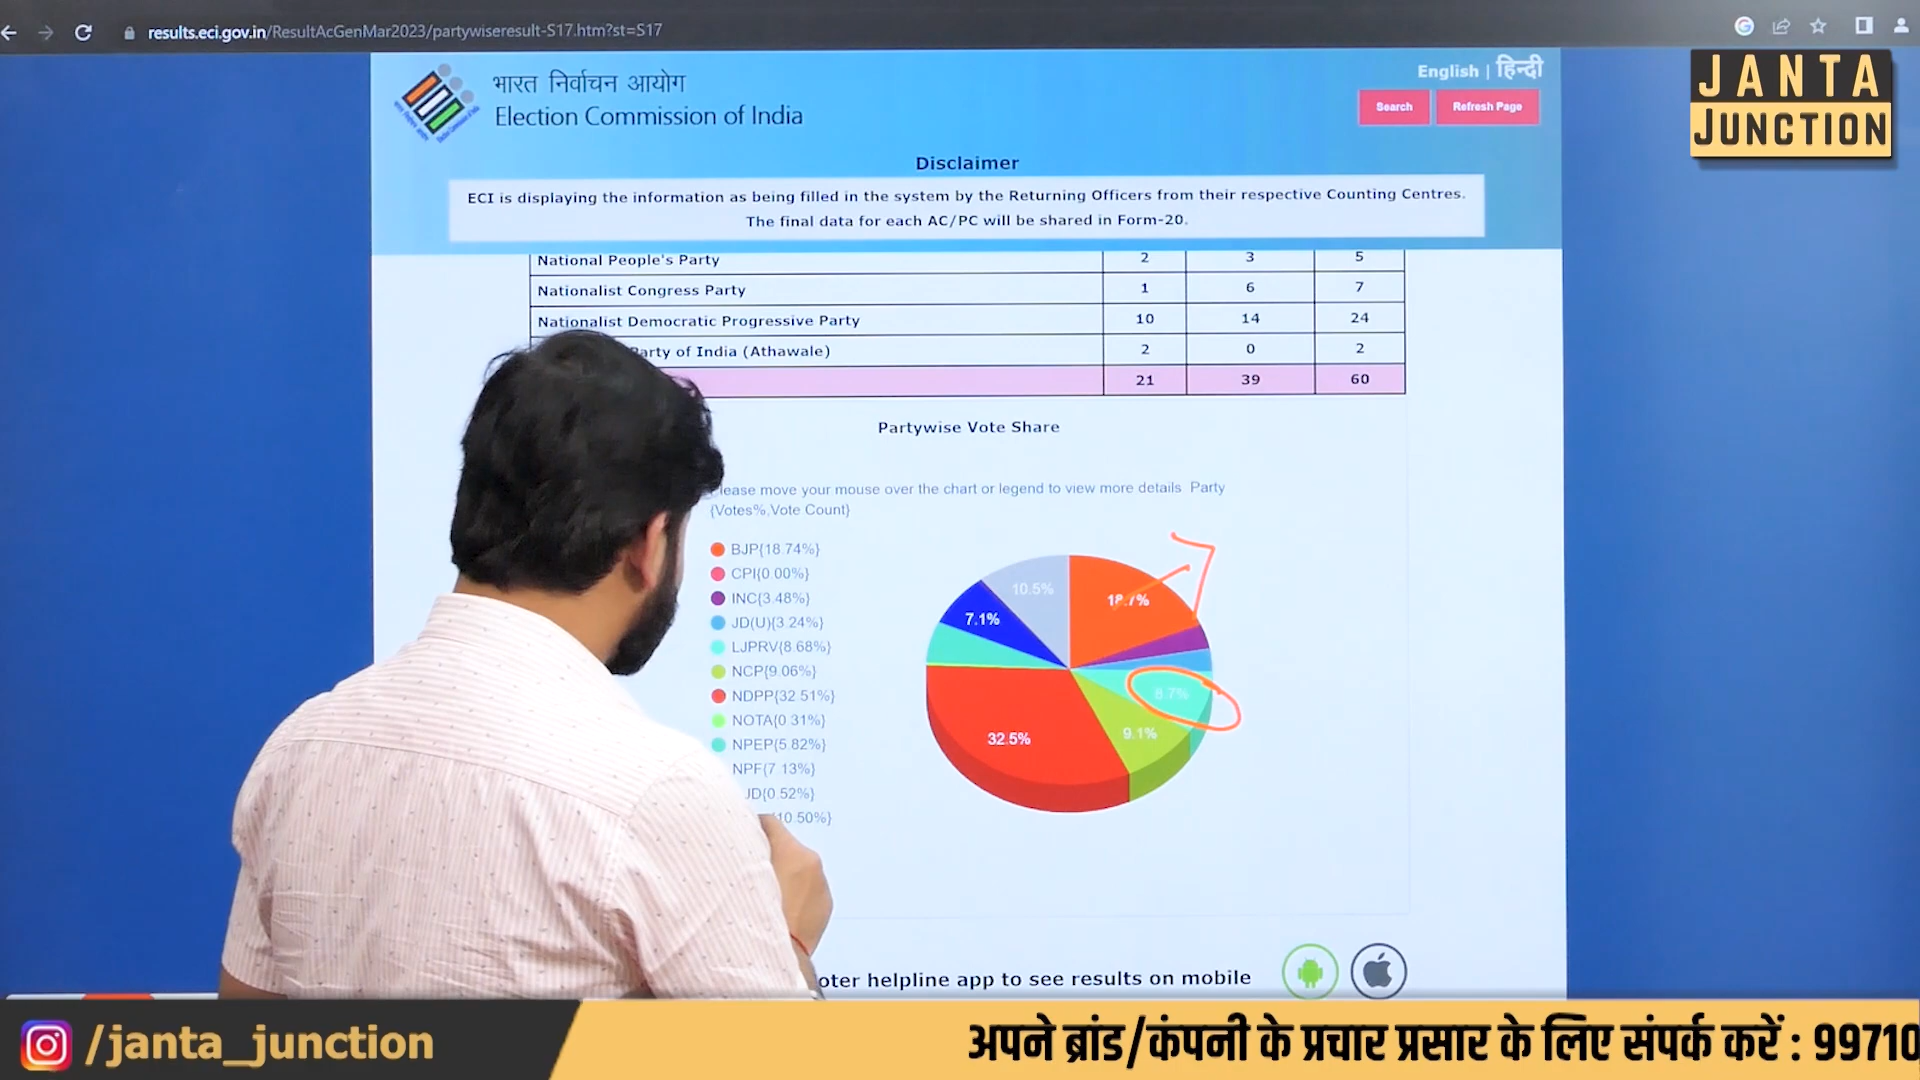 results.eci.gov.in/ResultAcGenMar2023/partywiseresult-S17.htm?st=S17
JANTA
JUNCTION
भारत निर्वाचन आयोग
Election Commission of India
English | हिन्दी
Search
Refresh Page
Disclaimer
ECI is displaying the information as being filled in the system by the Returning Officers from their respective Counting Centres.
The final data for each AC/PC will be shared in Form-20.
National People's Party 2 3 5
Nationalist Congress Party 1 6 7
Nationalist Democratic Progressive Party 10 14 24
Party of India (Athawale) 2 0 2
21 39 60
Partywise Vote Share
lease move your mouse over the chart or legend to view more details Party
{Votes%,Vote Count}
BJP{18.74%}
CPI{0.00%}
INC{3.48%}
JD(U){3.24%}
LJPRV{8.68%}
NCP{9.06%}
NDPP{32.51%}
NOTA{0.31%}
NPEP{5.82%}
NPF{7.13%}
JD{0.52%}
{10.50%}
10.5%
18.7%
7.1%
8.7%
9.1%
32.5%
oter helpline app to see results on mobile
/janta_junction
अपने ब्रांड/कंपनी के प्रचार प्रसार के लिए संपर्क करें : 99710